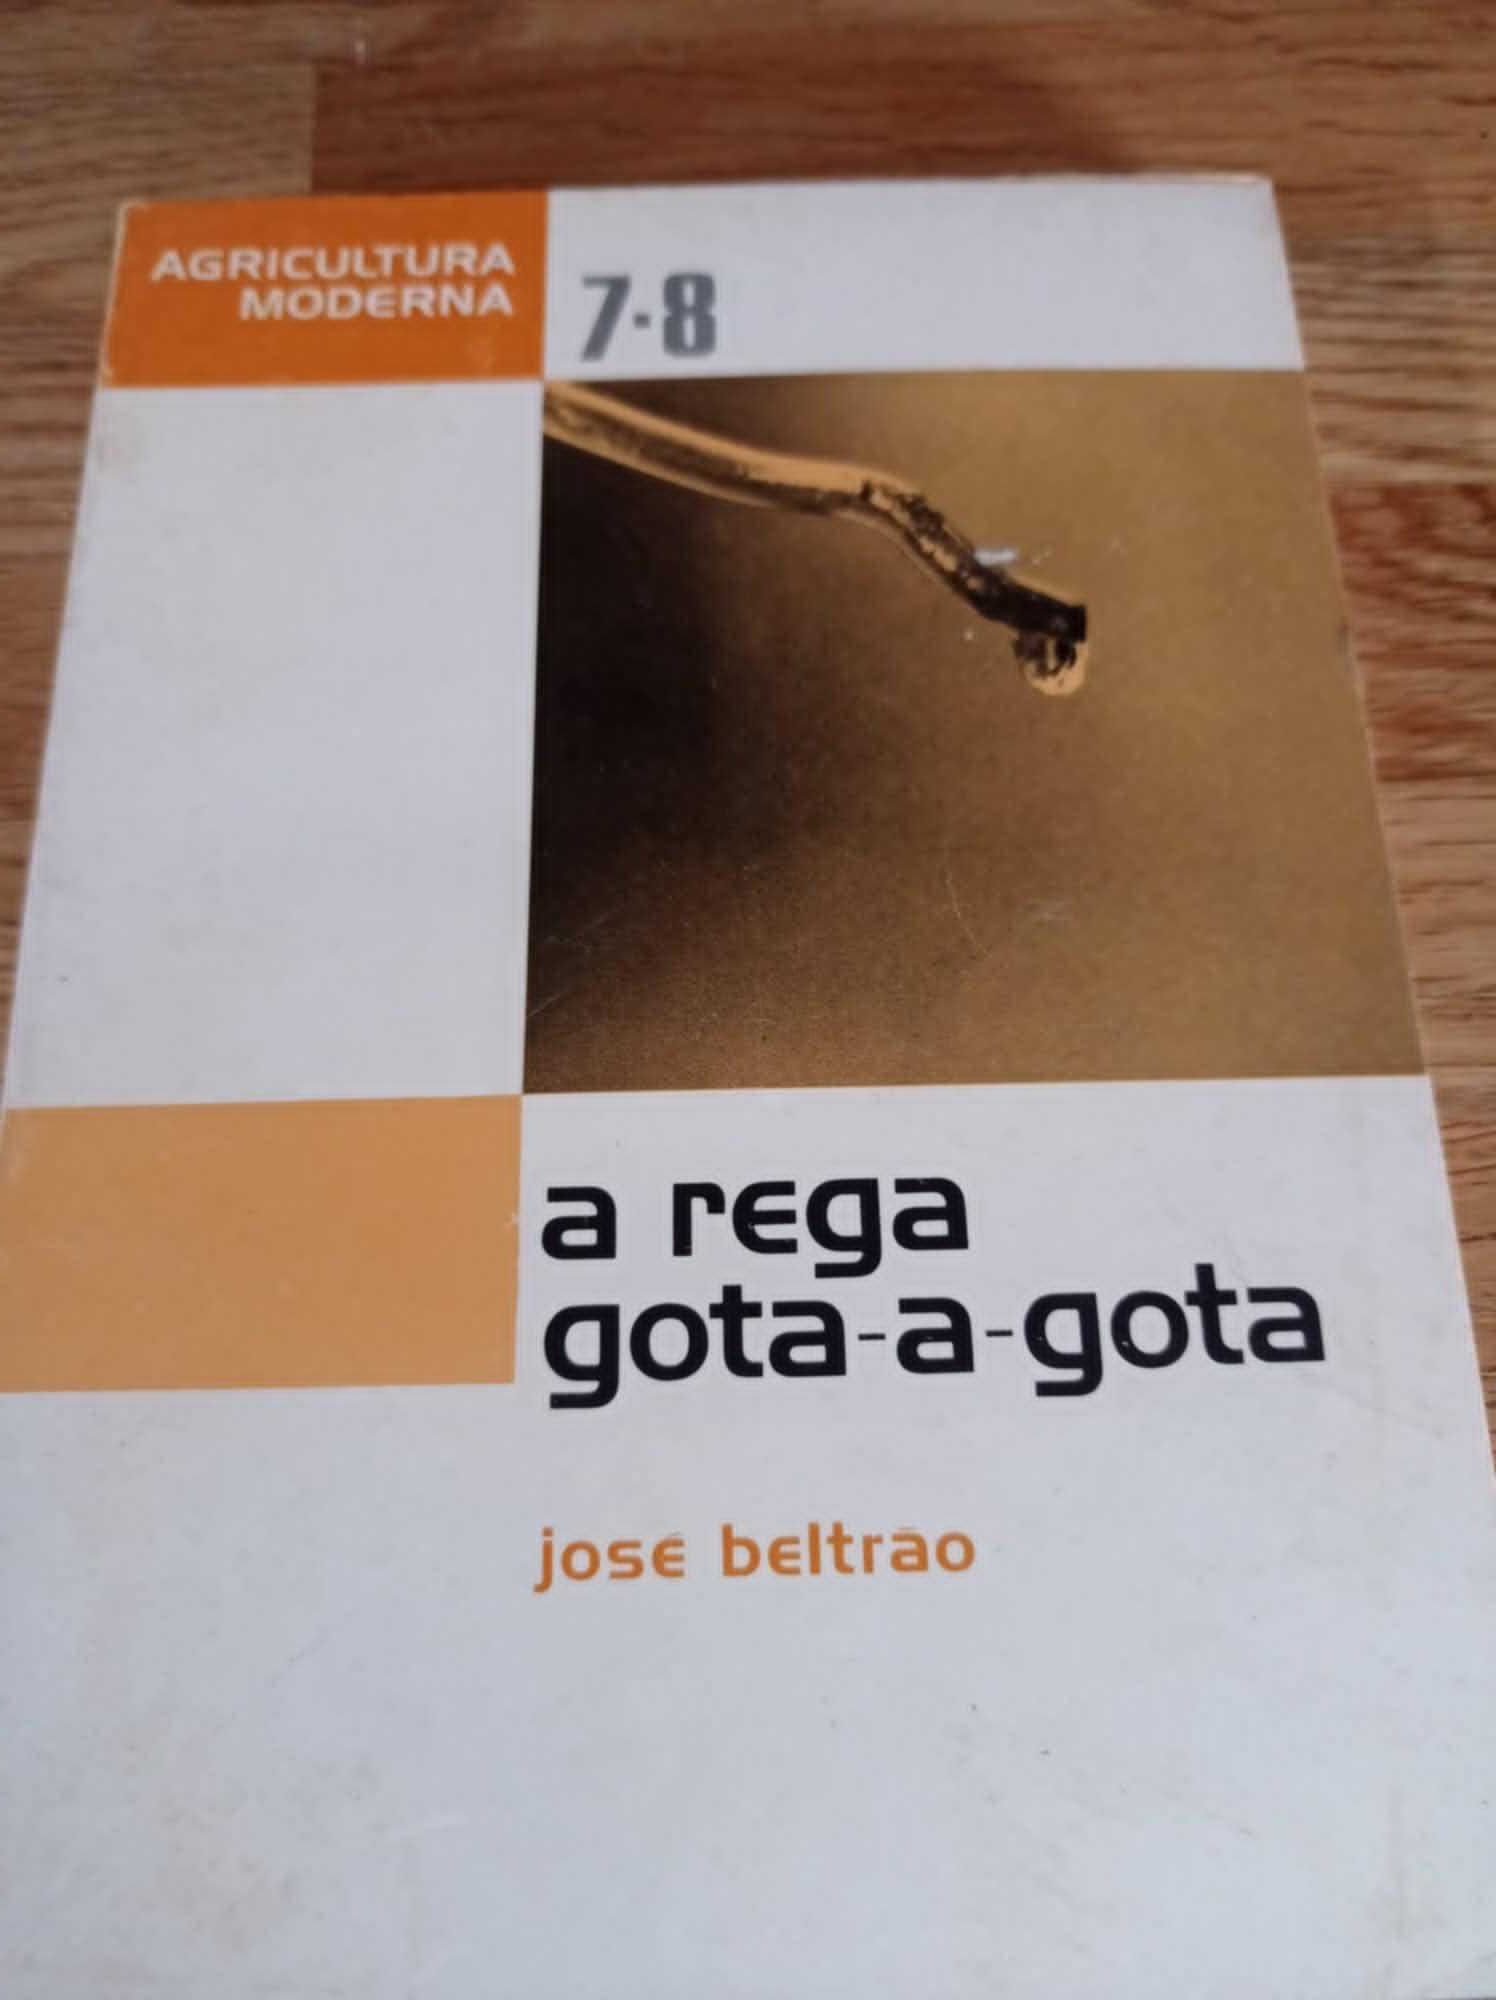 AGRICULTURA
MODERNA
7·8
a rega
gota-a-gota
josé beltrão